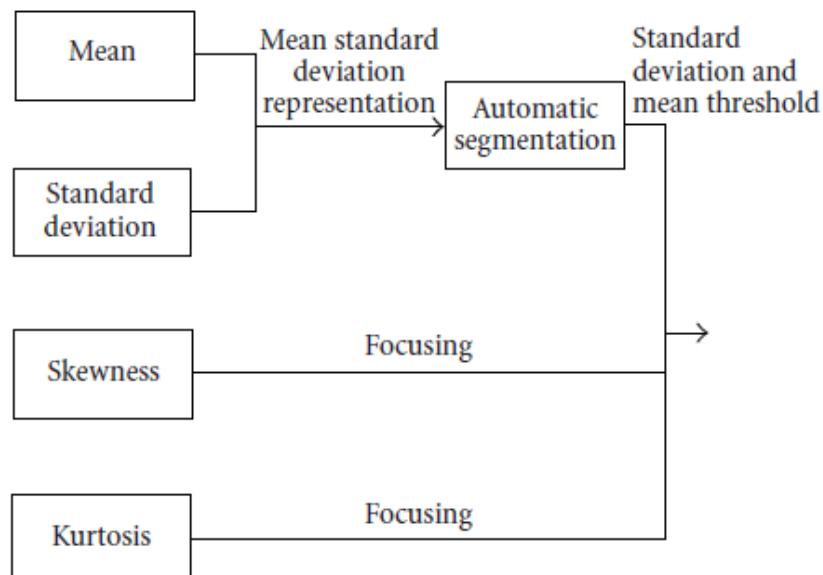 Mean
Mean standard
deviation
representation
Standard
deviation and
mean threshold
Automatic
segmentation
Standard
deviation
Skewness
Focusing
Kurtosis
Focusing